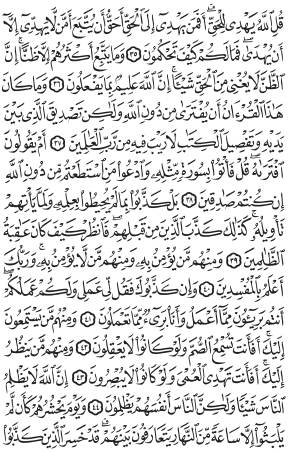 قُلِ ٱللَّهُ يَهْدِى لِلْحَقِّ ۗ أَفَمَن يَهْدِىٓ إِلَى ٱلْحَقِّ أَحَقُّ أَن يُتَّبَعَ أَمَّن لَّا يَهِدِّىٓ إِلَّآ
أَن يُهْدَىٰ ۖ فَمَا لَكُمْ كَيْفَ تَحْكُمُونَ ۝٣٥ وَمَا يَتَّبِعُ أَكْثَرُهُمْ إِلَّا ظَنًّا ۚ إِنَّ
ٱلظَّنَّ لَا يُغْنِى مِنَ ٱلْحَقِّ شَيْـًٔا ۚ إِنَّ ٱللَّهَ عَلِيمٌۢ بِمَا يَفْعَلُونَ ۝٣٦ وَمَا كَانَ
هَـٰذَا ٱلْقُرْءَانُ أَن يُفْتَرَىٰ مِن دُونِ ٱللَّهِ وَلَـٰكِن تَصْدِيقَ ٱلَّذِى بَيْنَ
يَدَيْهِ وَتَفْصِيلَ ٱلْكِتَـٰبِ لَا رَيْبَ فِيهِ مِن رَّبِّ ٱلْعَـٰلَمِينَ ۝٣٧ أَمْ يَقُولُونَ
ٱفْتَرَىٰهُ ۖ قُلْ فَأْتُوا۟ بِسُورَةٍ مِّثْلِهِۦ وَٱدْعُوا۟ مَنِ ٱسْتَطَعْتُم مِّن دُونِ ٱللَّهِ
إِن كُنتُمْ صَـٰدِقِينَ ۝٣٨ بَلْ كَذَّبُوا۟ بِمَا لَمْ يُحِيطُوا۟ بِعِلْمِهِۦ وَلَمَّا يَأْتِهِمْ
تَأْوِيلُهُۥ ۚ كَذَٰلِكَ كَذَّبَ ٱلَّذِينَ مِن قَبْلِهِمْ ۖ فَٱنظُرْ كَيْفَ كَانَ عَـٰقِبَةُ
ٱلظَّـٰلِمِينَ ۝٣٩ وَمِنْهُم مَّن يُؤْمِنُ بِهِۦ وَمِنْهُم مَّن لَّا يُؤْمِنُ بِهِۦ ۚ وَرَبُّكَ
أَعْلَمُ بِٱلْمُفْسِدِينَ ۝٤٠ وَإِن كَذَّبُوكَ فَقُل لِّى عَمَلِى وَلَكُمْ عَمَلُكُمْ ۖ
أَنتُم بَرِيٓـُٔونَ مِمَّآ أَعْمَلُ وَأَنَا۠ بَرِىٓءٌ مِّمَّا تَعْمَلُونَ ۝٤١ وَمِنْهُم مَّن يَسْتَمِعُونَ
إِلَيْكَ ۚ أَفَأَنتَ تُسْمِعُ ٱلصُّمَّ وَلَوْ كَانُوا۟ لَا يَعْقِلُونَ ۝٤٢ وَمِنْهُم مَّن يَنظُرُ
إِلَيْكَ ۚ أَفَأَنتَ تَهْدِى ٱلْعُمْىَ وَلَوْ كَانُوا۟ لَا يُبْصِرُونَ ۝٤٣ إِنَّ ٱللَّهَ لَا يَظْلِمُ
ٱلنَّاسَ شَيْـًٔا وَلَـٰكِنَّ ٱلنَّاسَ أَنفُسَهُمْ يَظْلِمُونَ ۝٤٤ وَيَوْمَ يَحْشُرُهُمْ كَأَن لَّمْ
يَلْبَثُوٓا۟ إِلَّا سَاعَةً مِّنَ ٱلنَّهَارِ يَتَعَارَفُونَ بَيْنَهُمْ ۚ قَدْ خَسِرَ ٱلَّذِينَ كَذَّبُوا۟